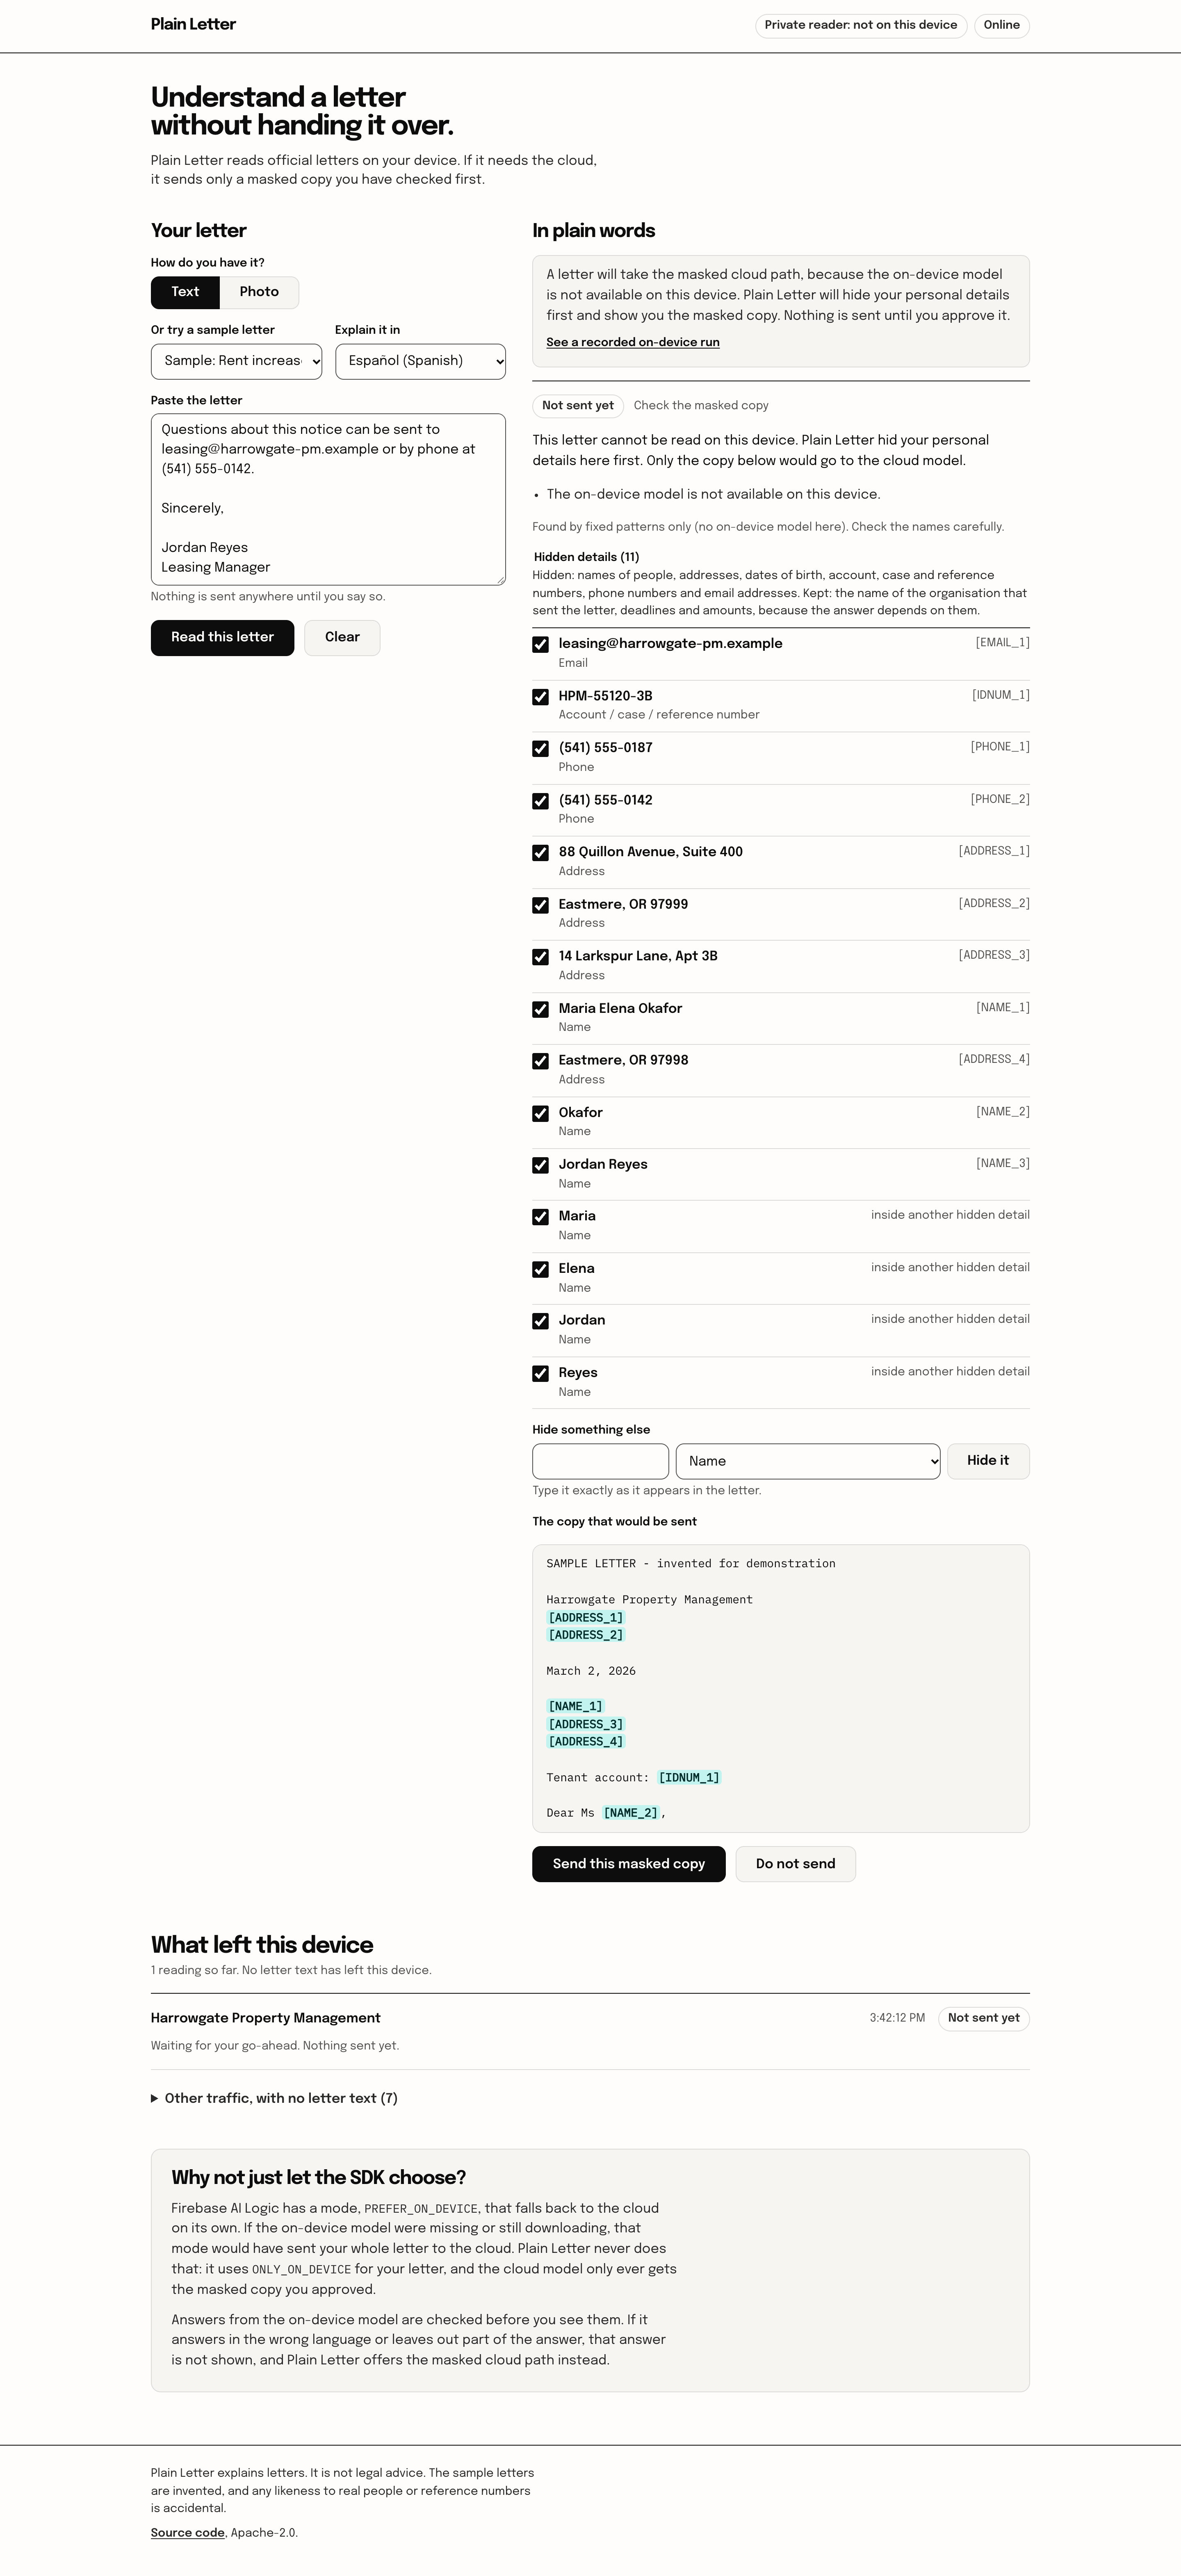 Plain Letter
Private reader: not on this device
Online
Understand a letter
without handing it over.
Plain Letter reads official letters on your device. If it needs the cloud,
it sends only a masked copy you have checked first.
Your letter
How do you have it?
Text
Photo
Or try a sample letter
Explain it in
Sample: Rent increas
Español (Spanish)
Paste the letter
Questions about this notice can be sent to
leasing@harrowgate-pm.example or by phone at
(541) 555-0142.
Sincerely,
Jordan Reyes
Leasing Manager
Nothing is sent anywhere until you say so.
Read this letter
Clear
In plain words
A letter will take the masked cloud path, because the on-device model
is not available on this device. Plain Letter will hide your personal details
first and show you the masked copy. Nothing is sent until you approve it.
See a recorded on-device run
Not sent yet
Check the masked copy
This letter cannot be read on this device. Plain Letter hid your personal
details here first. Only the copy below would go to the cloud model.
• The on-device model is not available on this device.
Found by fixed patterns only (no on-device model here). Check the names carefully.
Hidden details (11)
Hidden: names of people, addresses, dates of birth, account, case and reference
numbers, phone numbers and email addresses. Kept: the name of the organisation that
sent the letter, deadlines and amounts, because the answer depends on them.
leasing@harrowgate-pm.example [EMAIL_1]
Email
HPM-55120-3B [IDNUM_1]
Account / case / reference number
(541) 555-0187 [PHONE_1]
Phone
(541) 555-0142 [PHONE_2]
Phone
88 Quillon Avenue, Suite 400 [ADDRESS_1]
Address
Eastmere, OR 97999 [ADDRESS_2]
Address
14 Larkspur Lane, Apt 3B [ADDRESS_3]
Address
Maria Elena Okafor [NAME_1]
Name
Eastmere, OR 97998 [ADDRESS_4]
Address
Okafor [NAME_2]
Name
Jordan Reyes [NAME_3]
Name
Maria inside another hidden detail
Name
Elena inside another hidden detail
Name
Jordan inside another hidden detail
Name
Reyes inside another hidden detail
Name
Hide something else
Name
Hide it
Type it exactly as it appears in the letter.
The copy that would be sent
SAMPLE LETTER - invented for demonstration
Harrowgate Property Management
[ADDRESS_1]
[ADDRESS_2]
March 2, 2026
[NAME_1]
[ADDRESS_3]
[ADDRESS_4]
Tenant account: [IDNUM_1]
Dear Ms [NAME_2],
Send this masked copy
Do not send
What left this device
1 reading so far. No letter text has left this device.
Harrowgate Property Management
3:42:12 PM
Not sent yet
Waiting for your go-ahead. Nothing sent yet.
Other traffic, with no letter text (7)
Why not just let the SDK choose?
Firebase AI Logic has a mode, PREFER_ON_DEVICE, that falls back to the cloud
on its own. If the on-device model were missing or still downloading, that
mode would have sent your whole letter to the cloud. Plain Letter never does
that: it uses ONLY_ON_DEVICE for your letter, and the cloud model only ever gets
the masked copy you approved.
Answers from the on-device model are checked before you see them. If it
answers in the wrong language or leaves out part of the answer, that answer
is not shown, and Plain Letter offers the masked cloud path instead.
Plain Letter explains letters. It is not legal advice. The sample letters
are invented, and any likeness to real people or reference numbers
is accidental.
Source code, Apache-2.0.